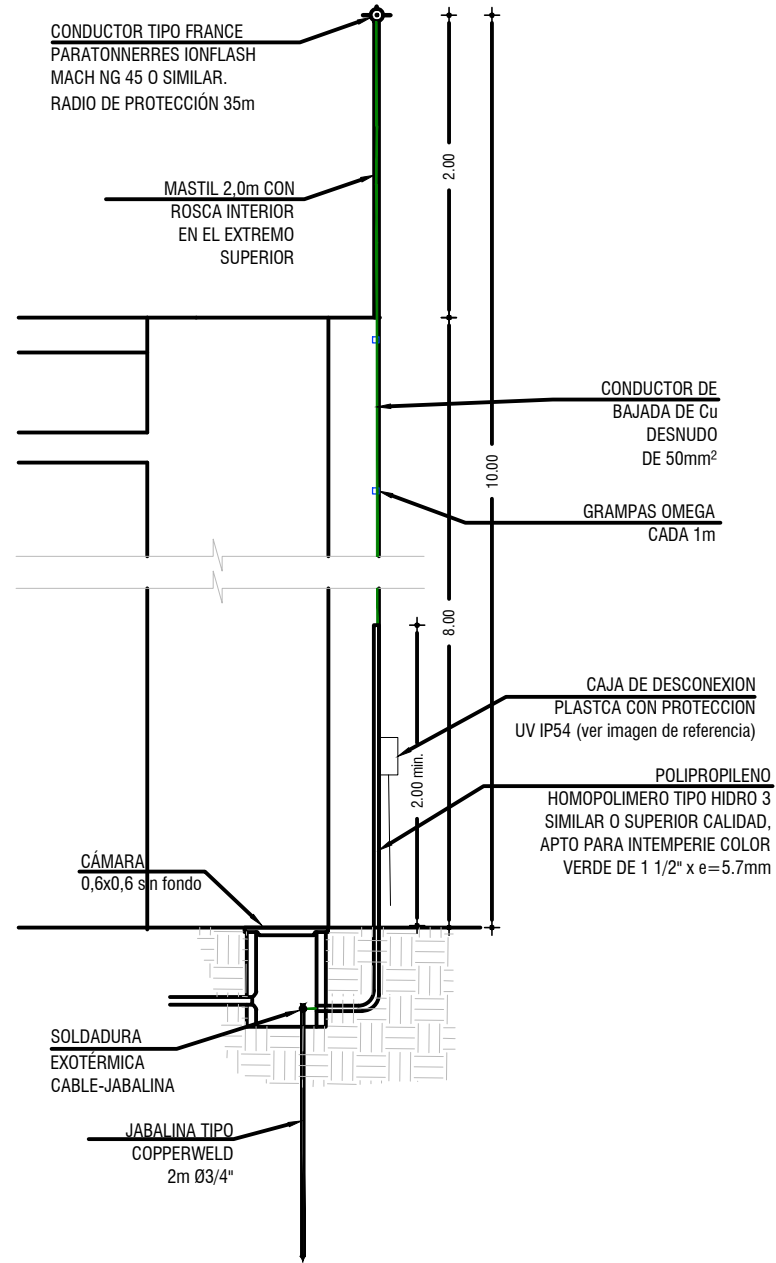 CONDUCTOR TIPO FRANCE
PARATONNERRES IONFLASH
MACH NG 45 O SIMILAR.
RADIO DE PROTECCIÓN 35m
2.00
MASTIL 2,0m CON
ROSCA INTERIOR
EN EL EXTREMO
SUPERIOR
CONDUCTOR DE
BAJADA DE Cu
DESNUDO
DE 50mm²
10.00
GRAMPAS OMEGA
CADA 1m
8.00
CAJA DE DESCONEXION
PLASTCA CON PROTECCION
UV IP54 (ver imagen de referencia)
2.00 min.
POLIPROPILENO
HOMOPOLIMERO TIPO HIDRO 3
SIMILAR O SUPERIOR CALIDAD,
APTO PARA INTEMPERIE COLOR
VERDE DE 1 1/2" x e=5.7mm
CÁMARA
0,6x0,6 sin fondo
SOLDADURA
EXOTÉRMICA
CABLE-JABALINA
JABALINA TIPO
COPPERWELD
2m Ø3/4"